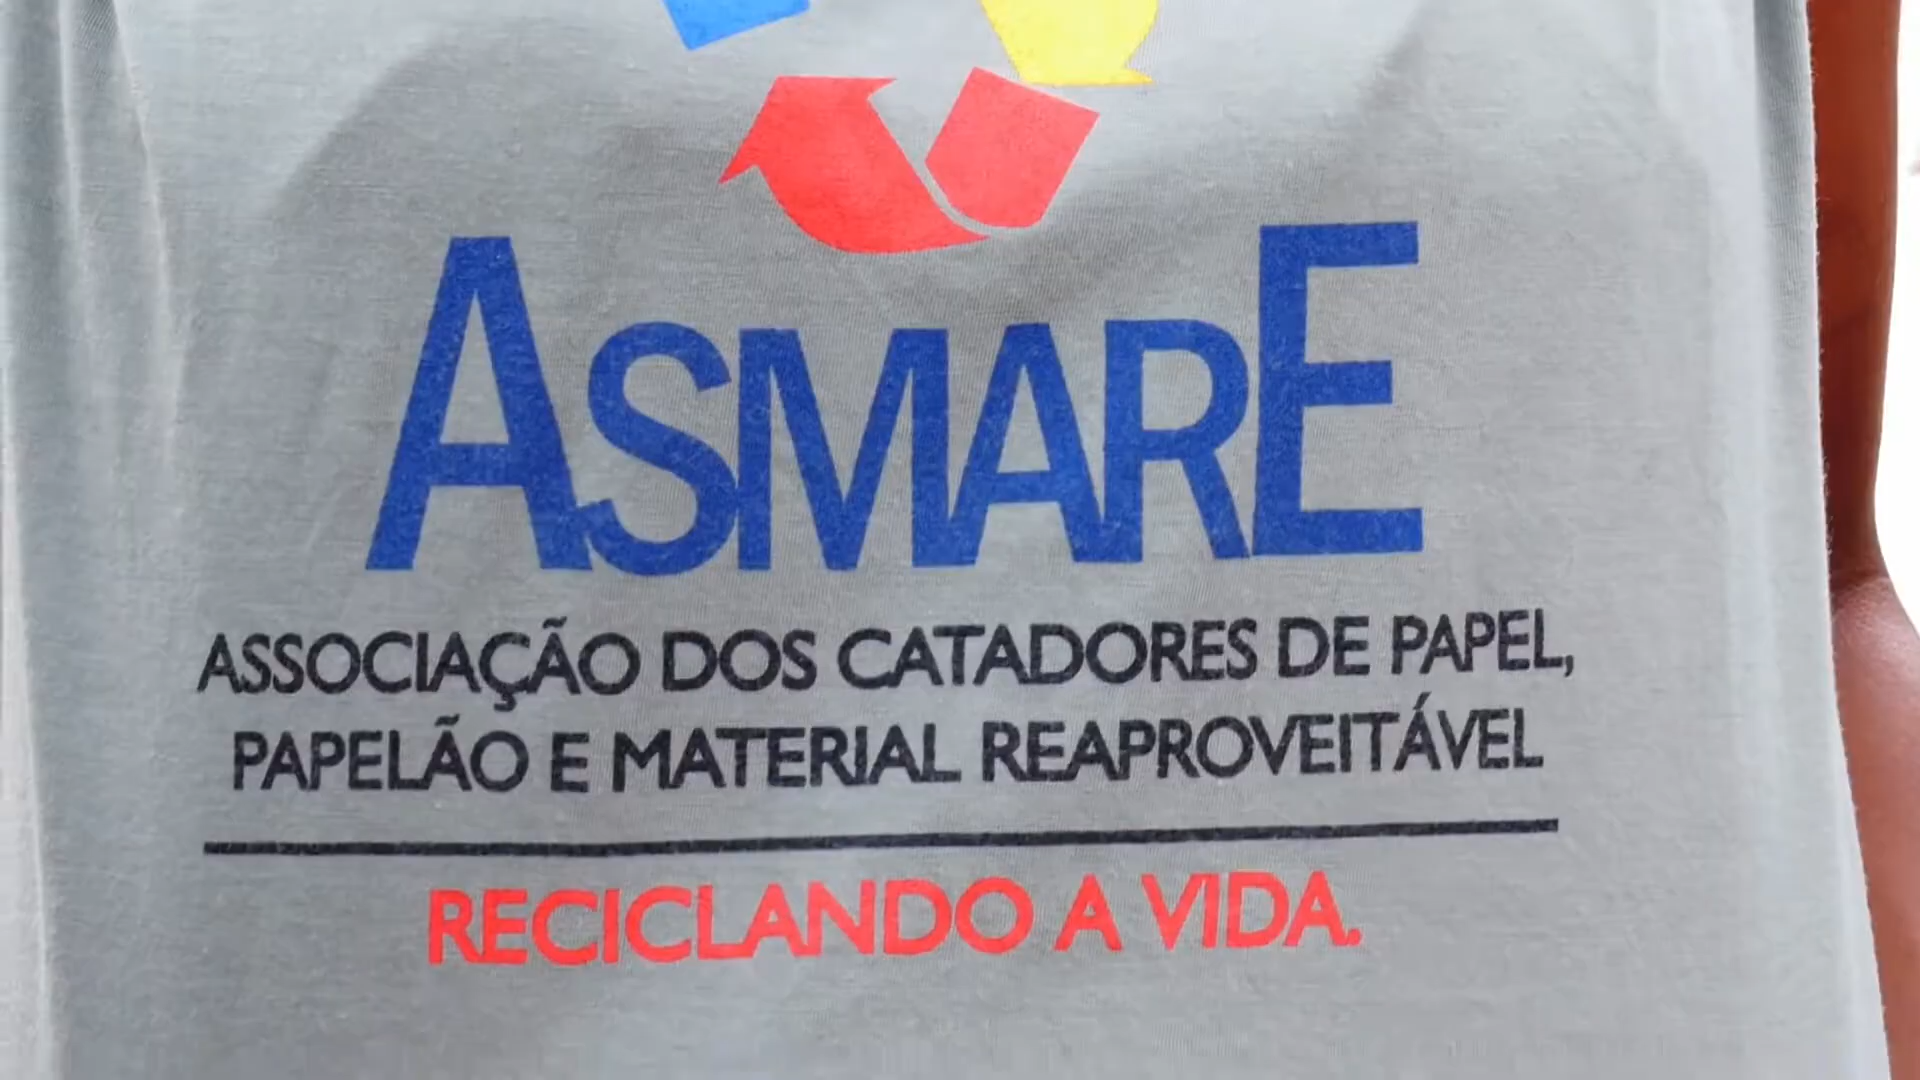 ASMARE
ASSOCIAÇÃO DOS CATADORES DE PAPEL,
PAPELÃO E MATERIAL REAPROVEITÁVEL
RECICLANDO A VIDA.